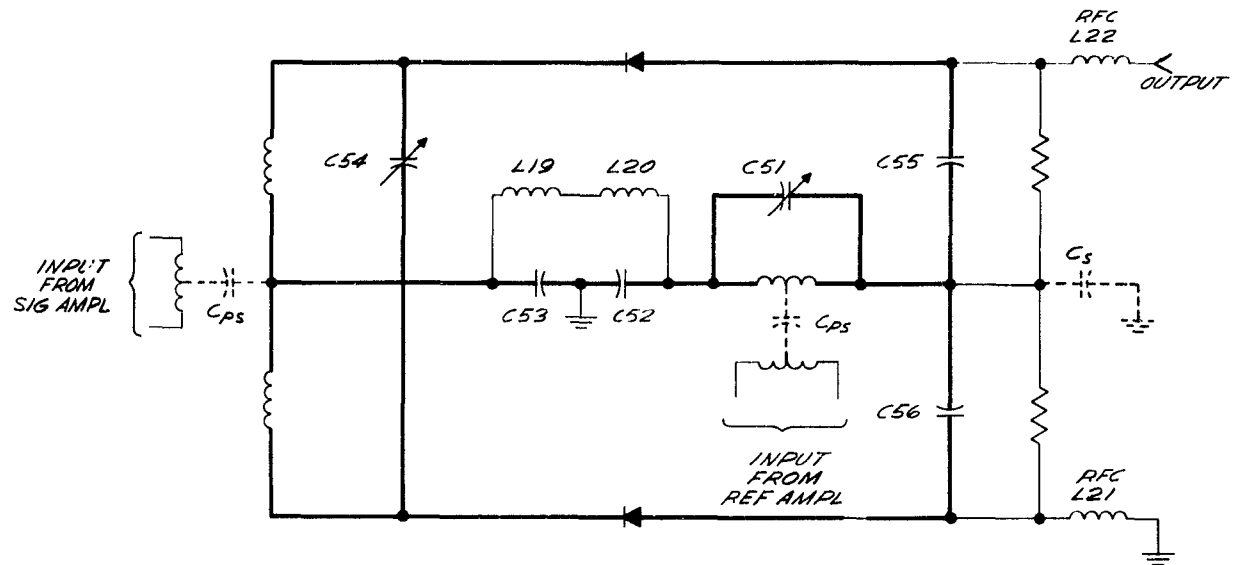 RFC
L22
OUTPUT
C54
L19
L20
C51
C55
INPUT
FROM
SIG AMPL
CPS
C53
C52
CPS
CS
C56
INPUT
FROM
REF AMPL
RFC
L21